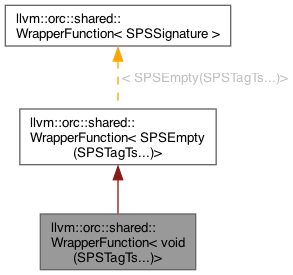 llvm::orc::shared::
WrapperFunction< SPSSignature >
< SPSEmpty(SPSTagTs...)>
llvm::orc::shared::
WrapperFunction< SPSEmpty
(SPSTagTs...)>
llvm::orc::shared::
WrapperFunction< void
(SPSTagTs...)>